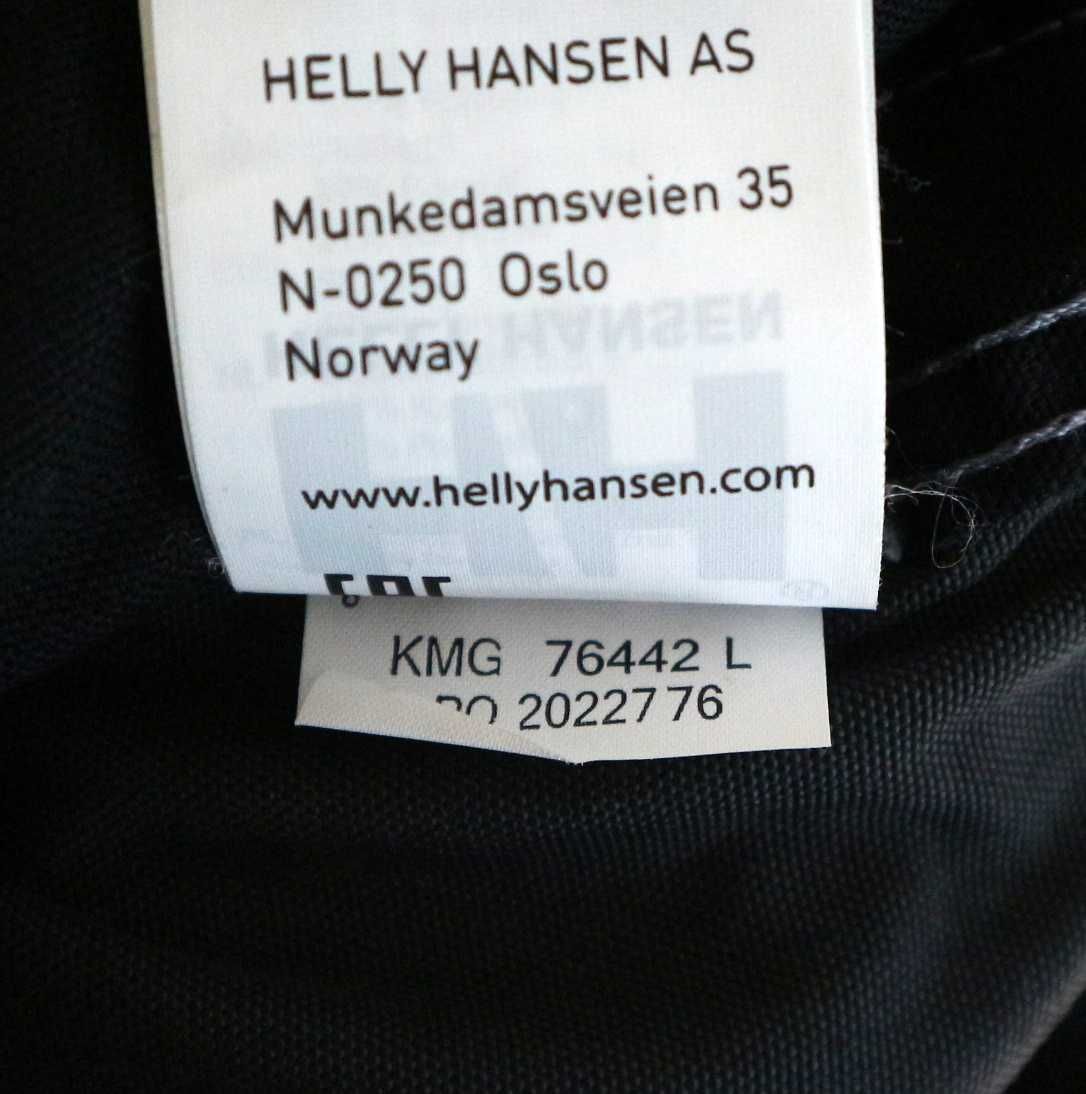 HELLY HANSEN AS
Munkedamsveien 35
N-0250 Oslo
Norway
www.hellyhansen.com
KMG 76442 L
2022776